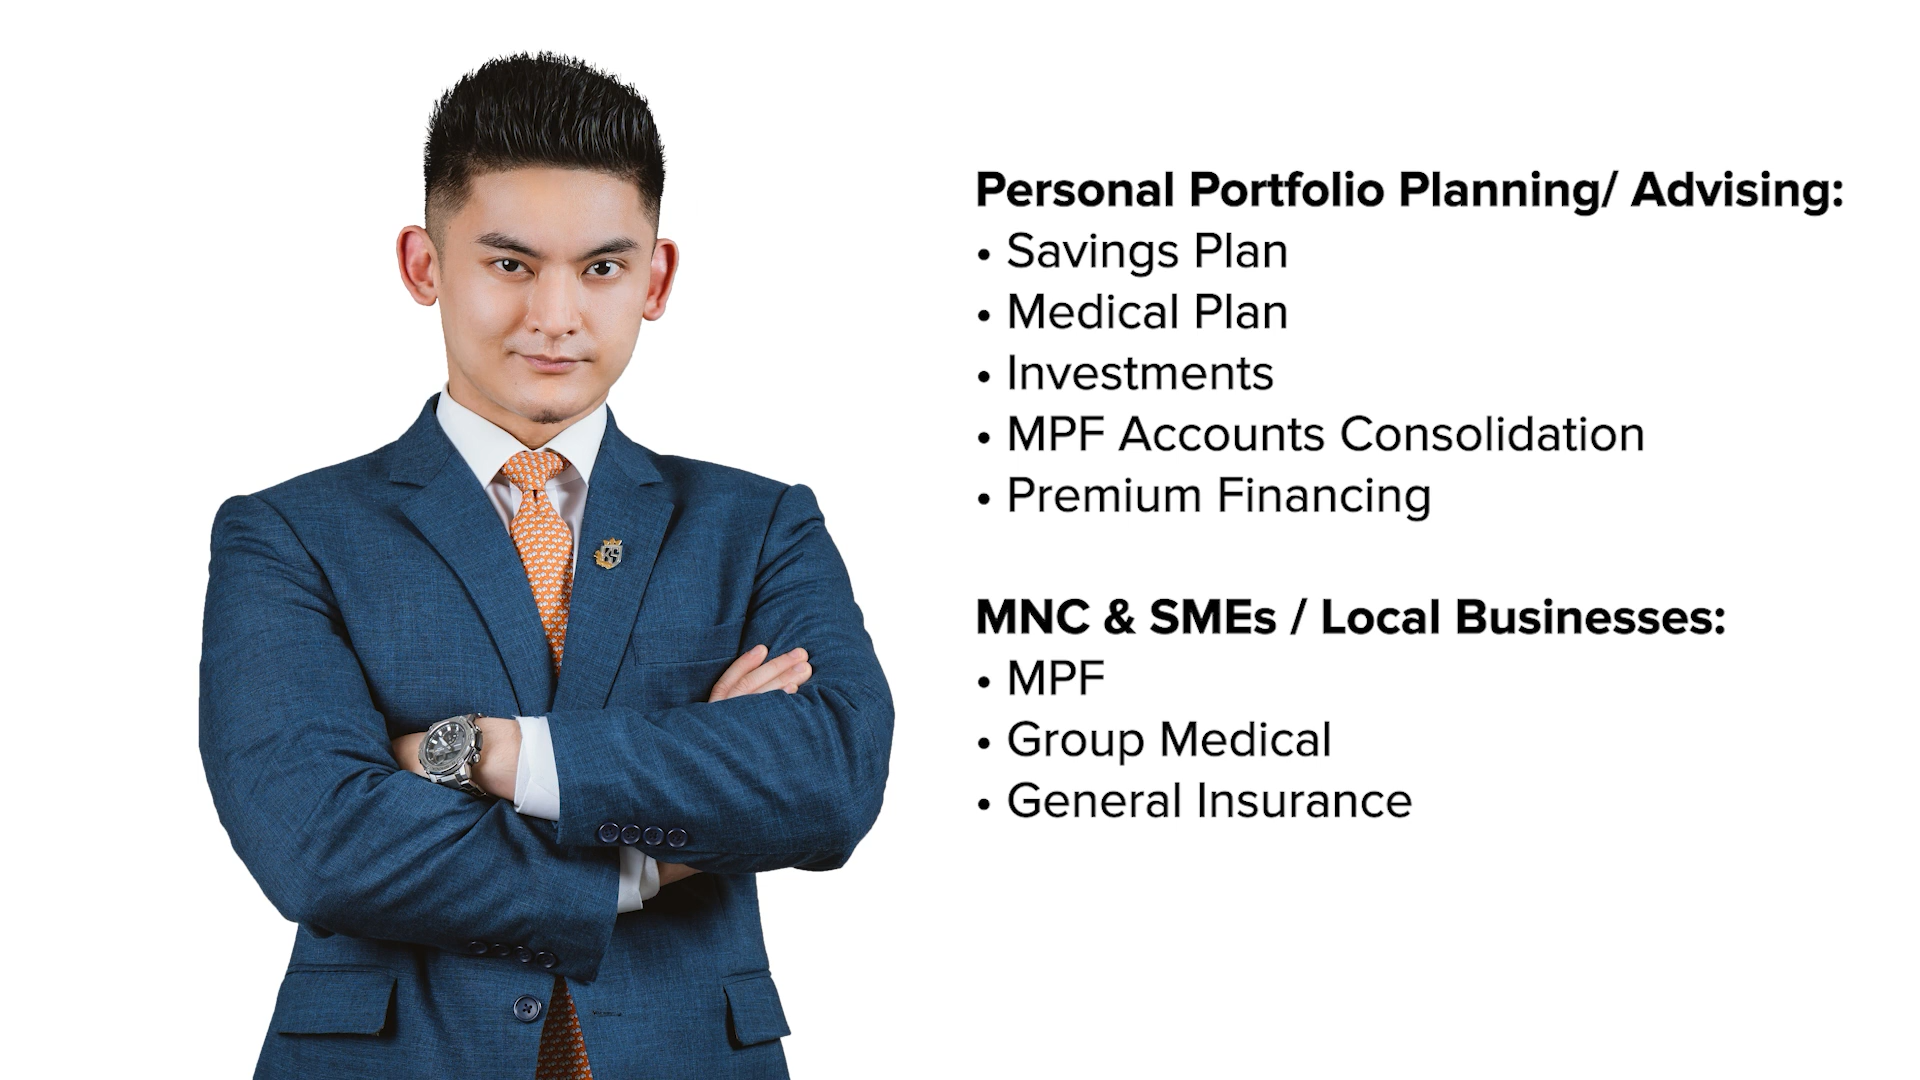 Personal Portfolio Planning/ Advising:
• Savings Plan
• Medical Plan
• Investments
• MPF Accounts Consolidation
• Premium Financing
MNC & SMEs / Local Businesses:
• MPF
• Group Medical
• General Insurance